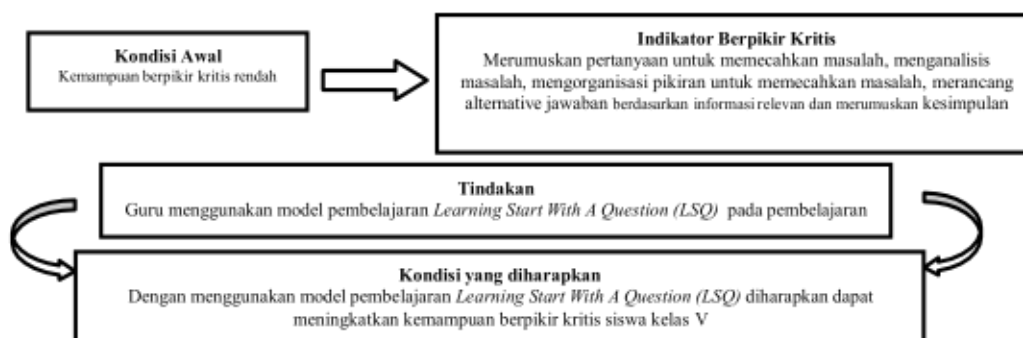 Kondisi Awal
Kemampuan berpikir kritis rendah
Indikator Berpikir Kritis
Merumuskan pertanyaan untuk memecahkan masalah, menganalisis
masalah, mengorganisasi pikiran untuk memecahkan masalah, merancang
alternative jawaban berdasarkan informasi relevan dan merumuskan kesimpulan
Tindakan
Guru menggunakan model pembelajaran Learning Start With A Question (LSQ) pada pembelajaran
Kondisi yang diharapkan
Dengan menggunakan model pembelajaran Learning Start With A Question (LSQ) diharapkan dapat
meningkatkan kemampuan berpikir kritis siswa kelas V